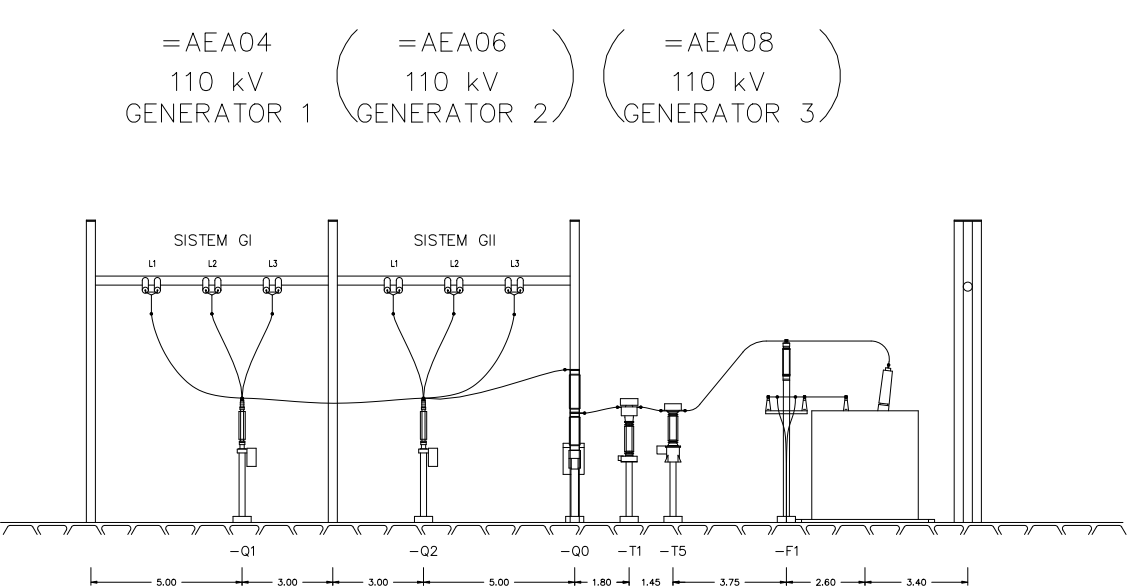 =AEA04 =AEA06 =AEA08
110 kV 110 kV 110 kV
GENERATOR 1 (GENERATOR 2) (GENERATOR 3)
SISTEM GI SISTEM GII
L1 L2 L3 L1 L2 L3
-Q1 -Q2 -Q0 -T1 -T5 -F1
5.00 3.00 3.00 5.00 1.80 1.45 3.75 2.60 3.40